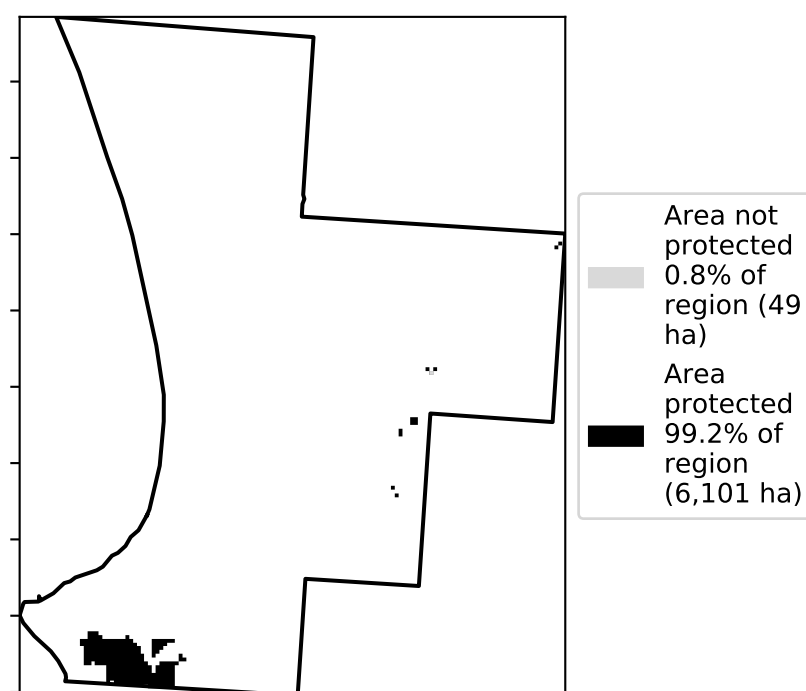 Area not
protected
0.8% of
region (49
ha)
Area
protected
99.2% of
region
(6,101 ha)